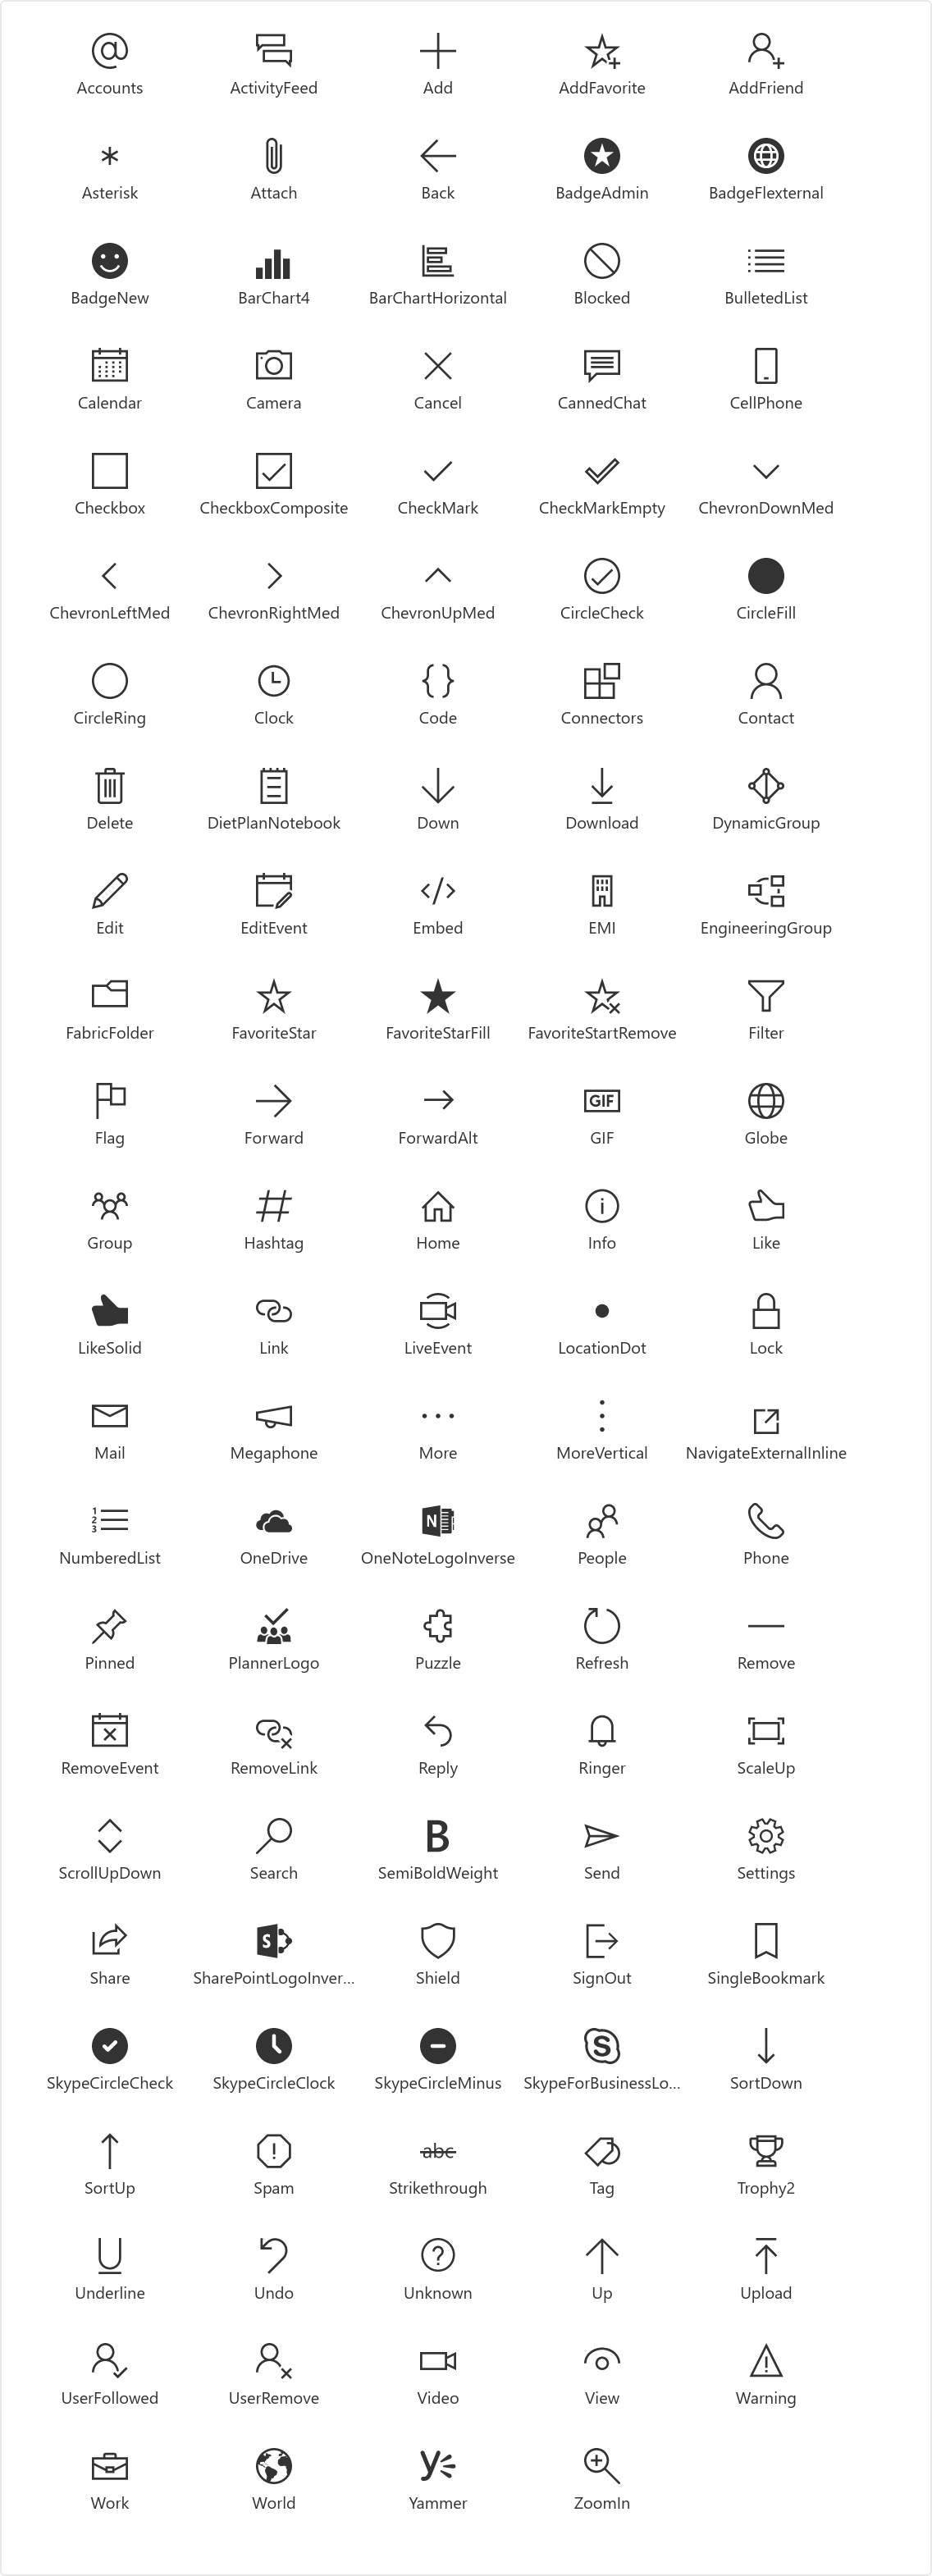 Accounts ActivityFeed Add AddFavorite AddFriend
Asterisk Attach Back BadgeAdmin BadgeFlexternal
BadgeNew BarChart4 BarChartHorizontal Blocked BulletedList
Calendar Camera Cancel CannedChat CellPhone
Checkbox CheckboxComposite CheckMark CheckMarkEmpty ChevronDownMed
ChevronLeftMed ChevronRightMed ChevronUpMed CircleCheck CircleFill
CircleRing Clock Code Connectors Contact
Delete DietPlanNotebook Down Download DynamicGroup
Edit EditEvent Embed EMI EngineeringGroup
FabricFolder FavoriteStar FavoriteStarFill FavoriteStartRemove Filter
GIF
Flag Forward ForwardAlt GIF Globe
Group Hashtag Home Info Like
LikeSolid Link LiveEvent LocationDot Lock
Mail Megaphone More MoreVertical NavigateExternalInline
1
2
3
N
NumberedList OneDrive OneNoteLogoInverse People Phone
Pinned PlannerLogo Puzzle Refresh Remove
RemoveEvent RemoveLink Reply Ringer ScaleUp
B
ScrollUpDown Search SemiBoldWeight Send Settings
S
Share SharePointLogoInver... Shield SignOut SingleBookmark
S
SkypeCircleCheck SkypeCircleClock SkypeCircleMinus SkypeForBusinessLo... SortDown
abc
SortUp Spam Strikethrough Tag Trophy2
U
Underline Undo Unknown Up Upload
UserFollowed UserRemove Video View Warning
Work World Yammer ZoomIn